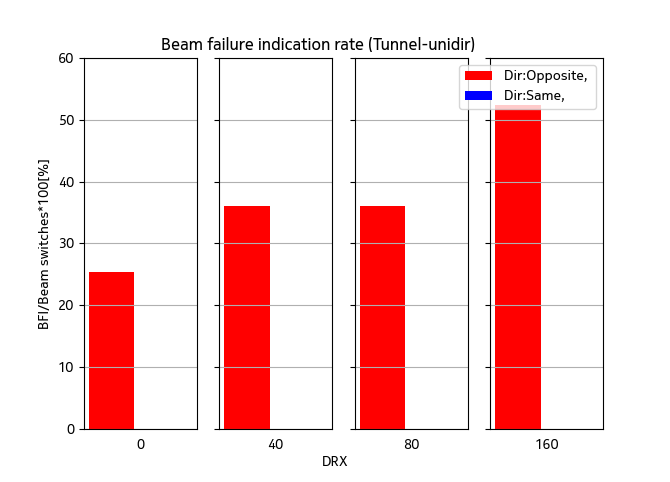 Beam failure indication rate (Tunnel-unidir)
Dir:Opposite,
Dir:Same,
BFI/Beam switches*100[%]
60
50
40
30
20
10
0
0
40
80
160
DRX